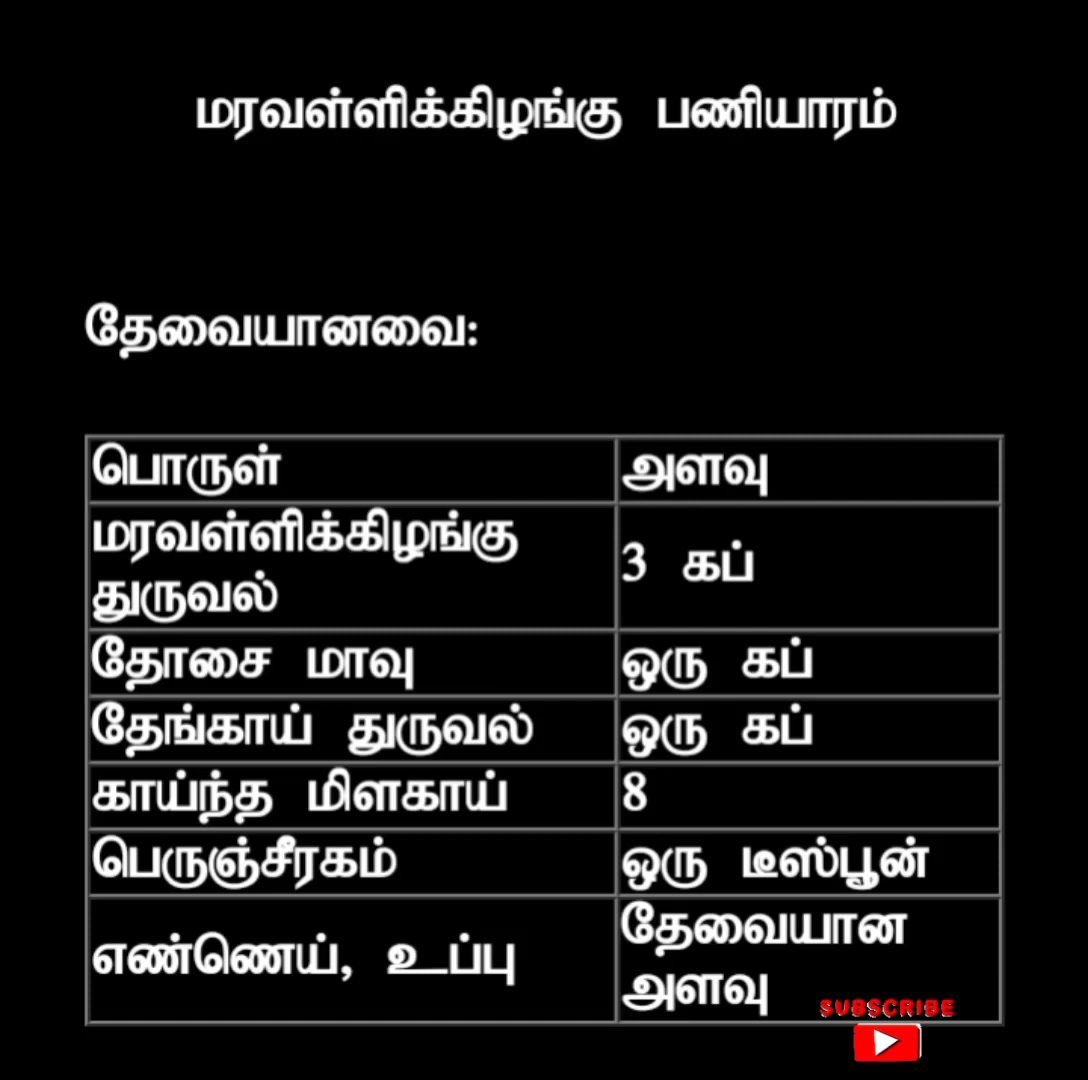 மரவள்ளிக்கிழங்கு பணியாரம்
தேவையானவை:
பொருள் அளவு
மரவள்ளிக்கிழங்கு
துருவல் 3 கப்
தோசை மாவு ஒரு கப்
தேங்காய் துருவல் ஒரு கப்
காய்ந்த மிளகாய் 8
பெருஞ்சீரகம் ஒரு டீஸ்பூன்
எண்ணெய், உப்பு தேவையான
அளவு
SUBSCRIBE